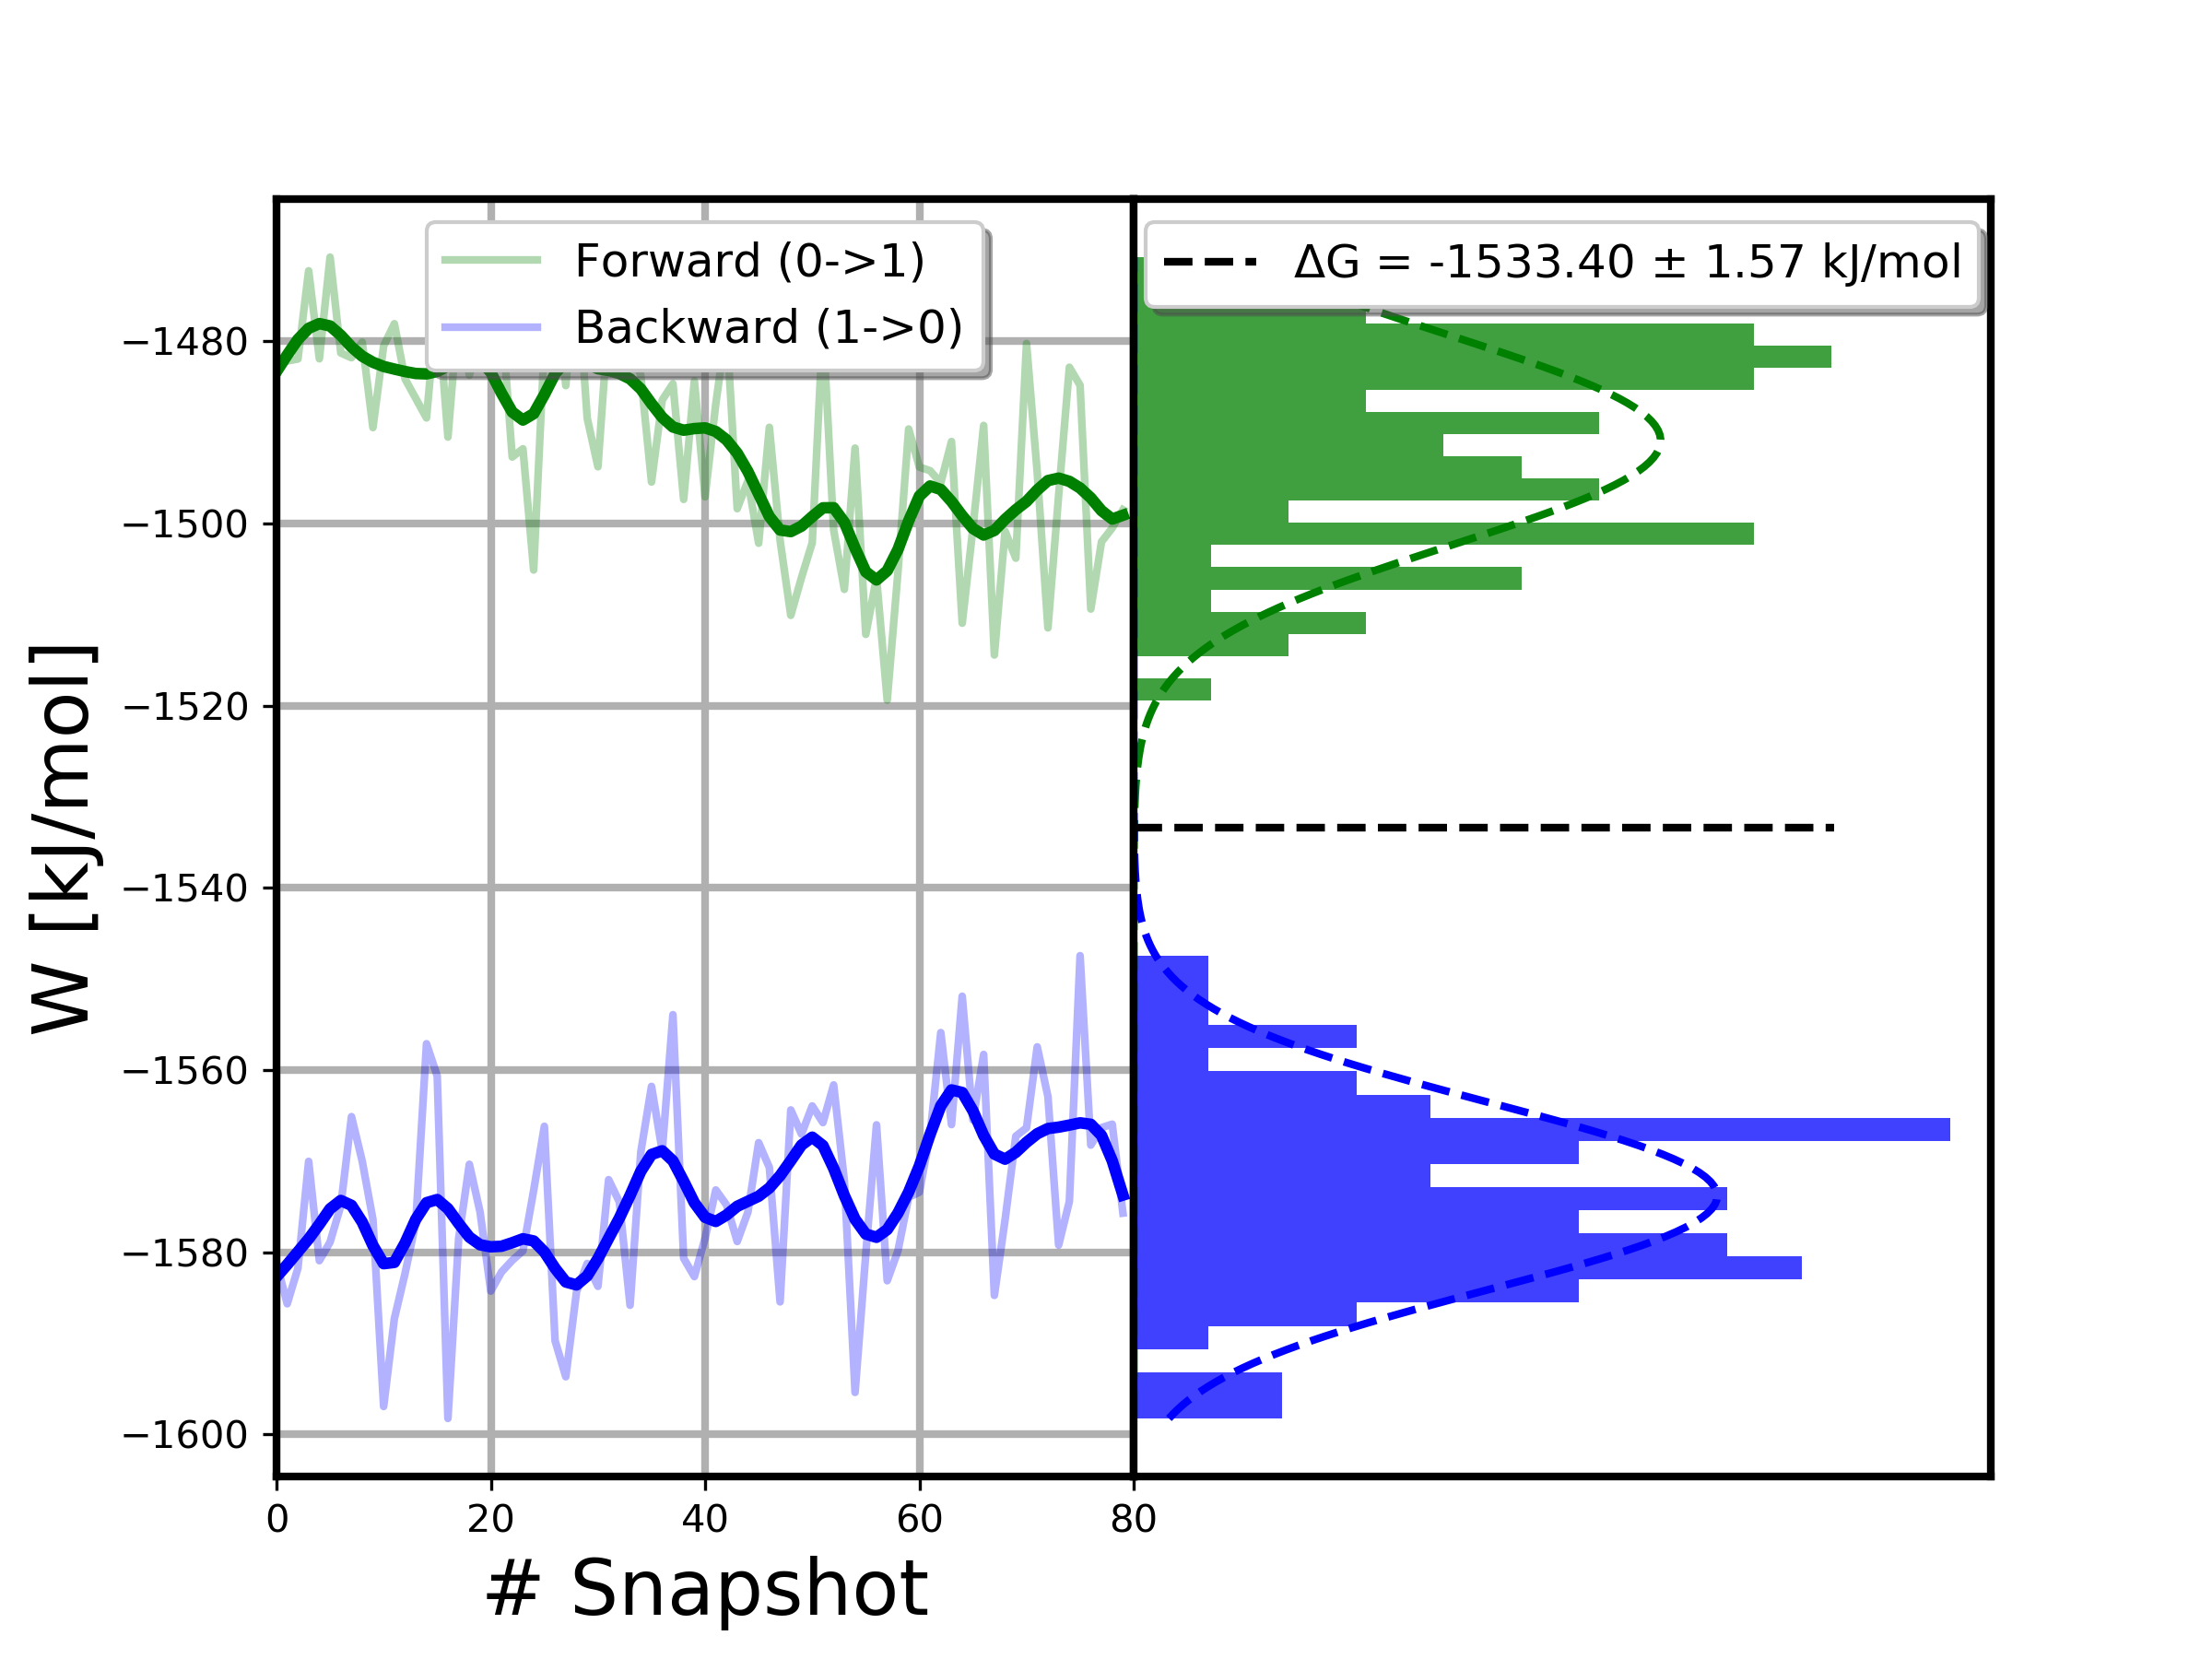 Forward (0->1)
Backward (1->0)
ΔG = -1533.40 ± 1.57 kJ/mol
W [kJ/mol]
−1480
−1500
−1520
−1540
−1560
−1580
−1600
0 20 40 60 80
# Snapshot